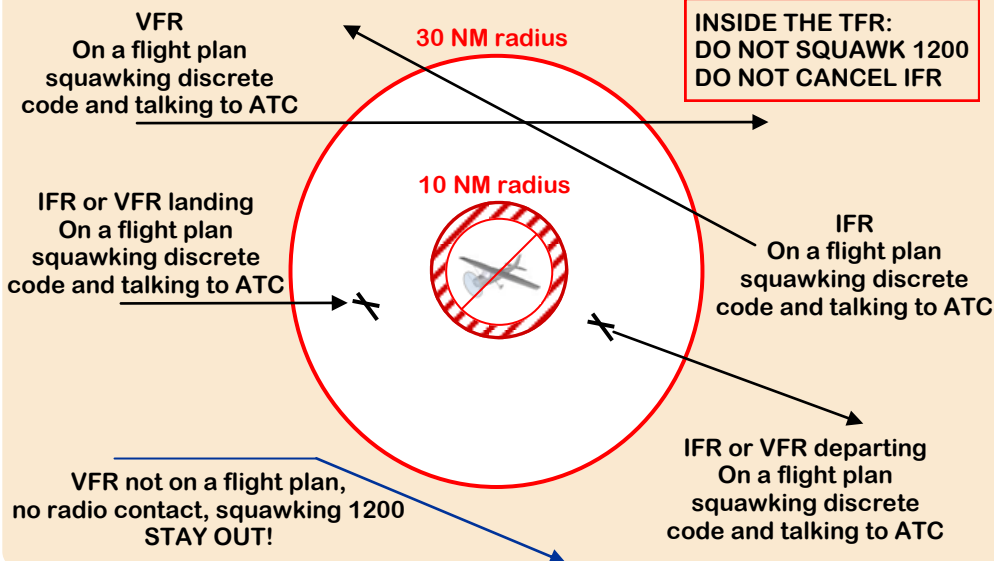 VFR
On a flight plan
squawking discrete
code and talking to ATC
30 NM radius
INSIDE THE TFR:
DO NOT SQUAWK 1200
DO NOT CANCEL IFR
10 NM radius
IFR or VFR landing
On a flight plan
squawking discrete
code and talking to ATC
IFR
On a flight plan
squawking discrete
code and talking to ATC
IFR or VFR departing
On a flight plan
squawking discrete
code and talking to ATC
VFR not on a flight plan,
no radio contact, squawking 1200
STAY OUT!